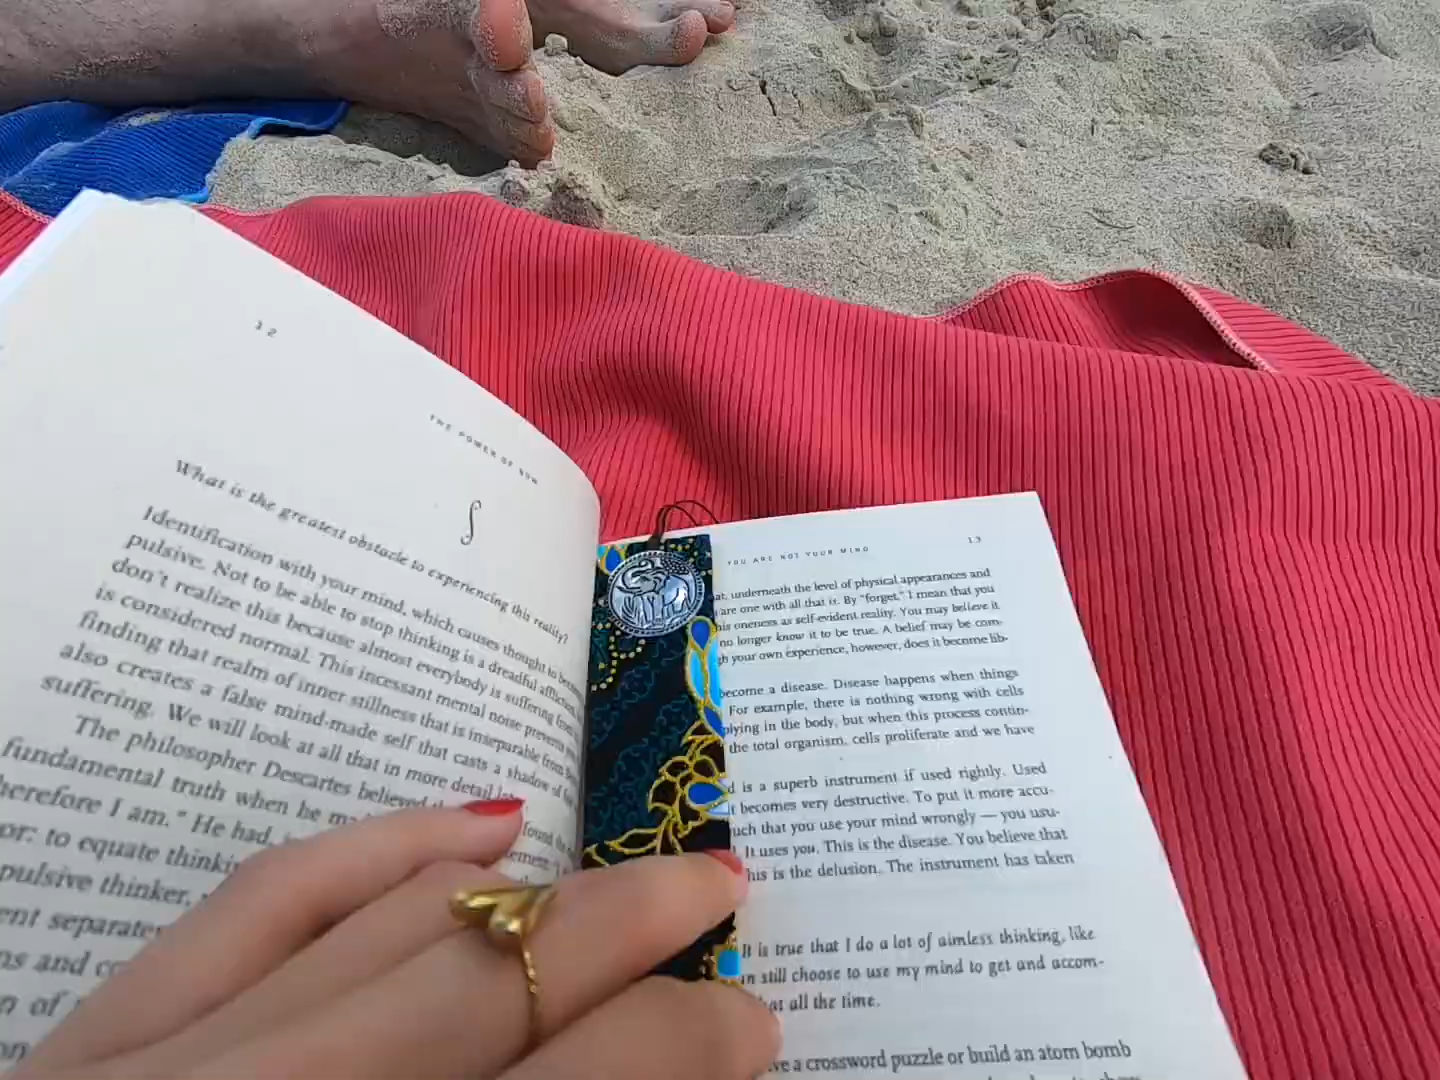 12
THE POWER OF NOW
What is the greatest obstacle to experiencing this reality?
Identification with your mind, which causes thought to
pulsive. Not to be able to stop thinking is a dreadful affliction,
don't realize this because almost everybody is suffering from
is considered normal. This incessant mental noise prevents
finding that realm of inner stillness that is inseparable from
also creates a false mind-made self that casts a shadow of
suffering. We will look at all that in more detail
The philosopher Descartes believed
found
fundamental truth when he
herefore I am." He had,
or: to equate
pulsive thinker,
ent
ns and
n of
on
YOU ARE NOT YOUR MIND
13
at, underneath the level of physical appearances and
are one with all that is. By "forget," I mean that you
his oneness as self-evident reality. You may believe it
no longer know it to be true. A belief may be com-
gh your own experience, however, does it become lib-
become a disease. Disease happens when things
For example, there is nothing wrong with cells
plying in the body, but when this process contin-
the total organism, cells proliferate and we have
d is a superb instrument if used rightly. Used
it becomes very destructive. To put it more accu-
uch that you use your mind wrongly — you usu-
It uses you. This is the disease. You believe that
his is the delusion. The instrument has taken
It is true that I do a lot of aimless thinking, like
an still choose to use my mind to get and accom-
hat all the time.
ve a crossword puzzle or build an atom bomb